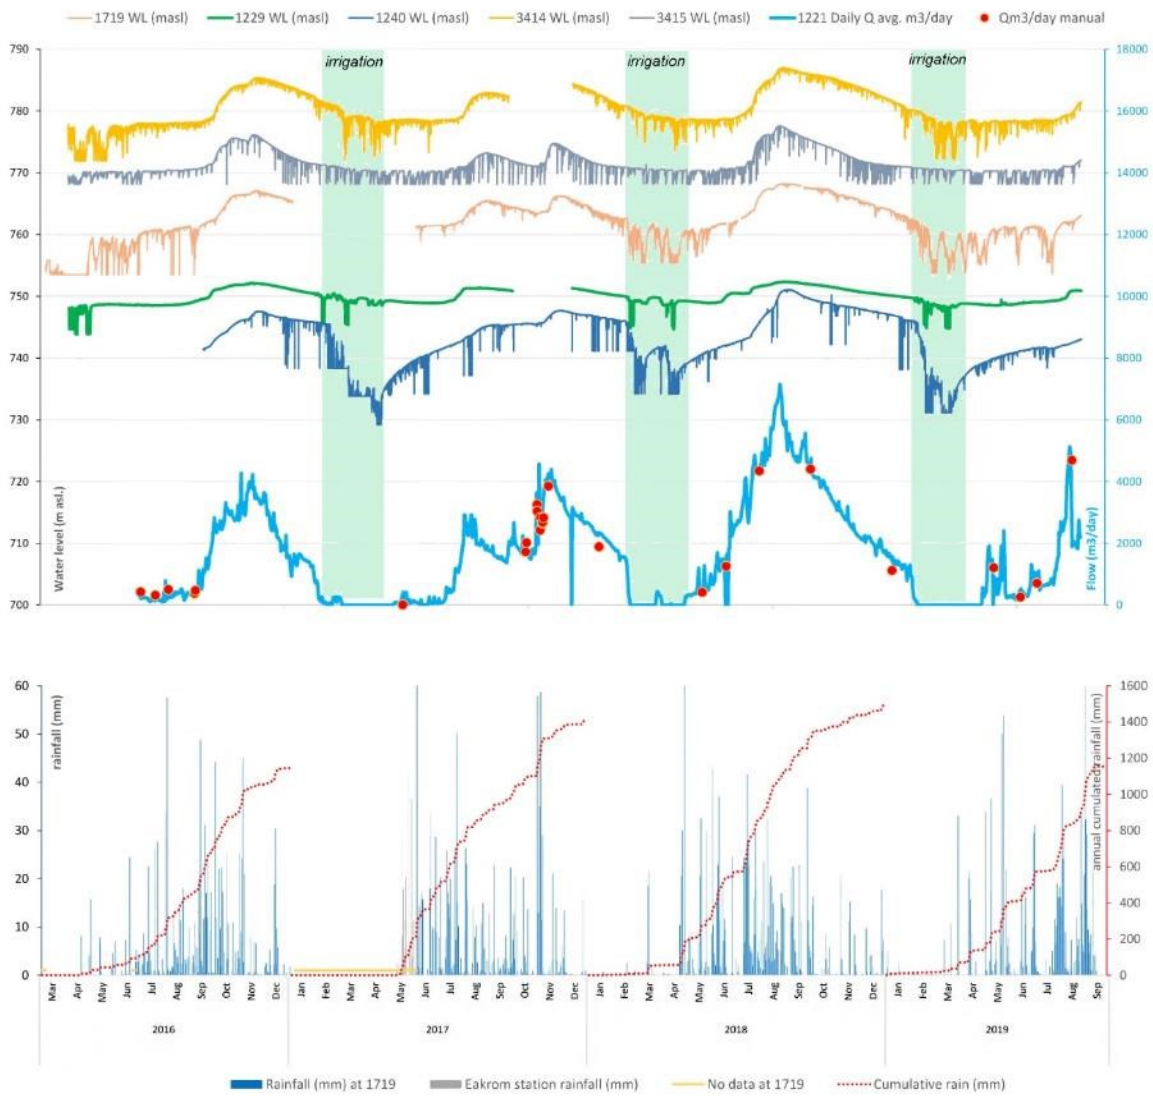 1719 WL (masl) 1229 WL (masl) 1240 WL (masl) 3414 WL (masl) 3415 WL (masl) 1221 Daily Q avg. m3/day Qm3/day manual
790 18000
irrigation irrigation irrigation
780 16000
770 14000
760 12000
750 10000
740 8000
730 6000
720 4000
710 2000
700 0
Water level (m asl.)
Flow (m3/day)
60 1600
1400
50
1200
40
1000
30 800
600
20
400
10
200
0 0
rainfall (mm)
annual cumulated rainfall (mm)
Mar Apr May Jun Jul Aug Sep Oct Nov Dec Jan Feb Mar Apr May Jun Jul Aug Sep Oct Nov Dec Jan Feb Mar Apr May Jun Jul Aug Sep Oct Nov Dec Jan Feb Mar Apr May Jun Jul Aug Sep
2016 2017 2018 2019
Rainfall (mm) at 1719 Eakrom station rainfall (mm) No data at 1719 Cumulative rain (mm)